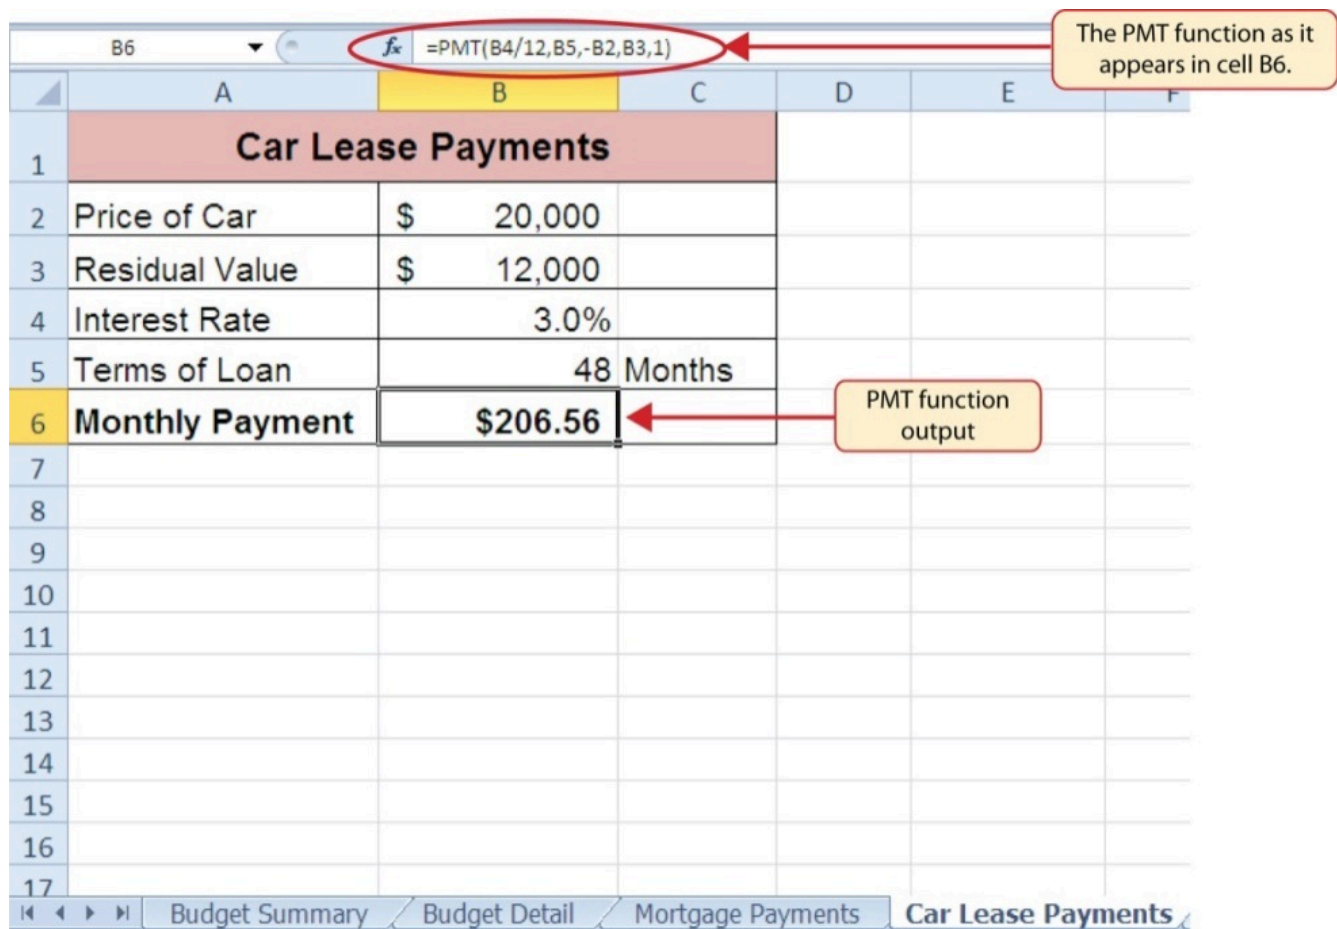 B6 fx =PMT(B4/12,B5,-B2,B3,1)
The PMT function as it
appears in cell B6.
A B C D E F
1 Car Lease Payments
2 Price of Car $ 20,000
3 Residual Value $ 12,000
4 Interest Rate 3.0%
5 Terms of Loan 48 Months
6 Monthly Payment $206.56
PMT function
output
7
8
9
10
11
12
13
14
15
16
17
Budget Summary Budget Detail Mortgage Payments Car Lease Payments